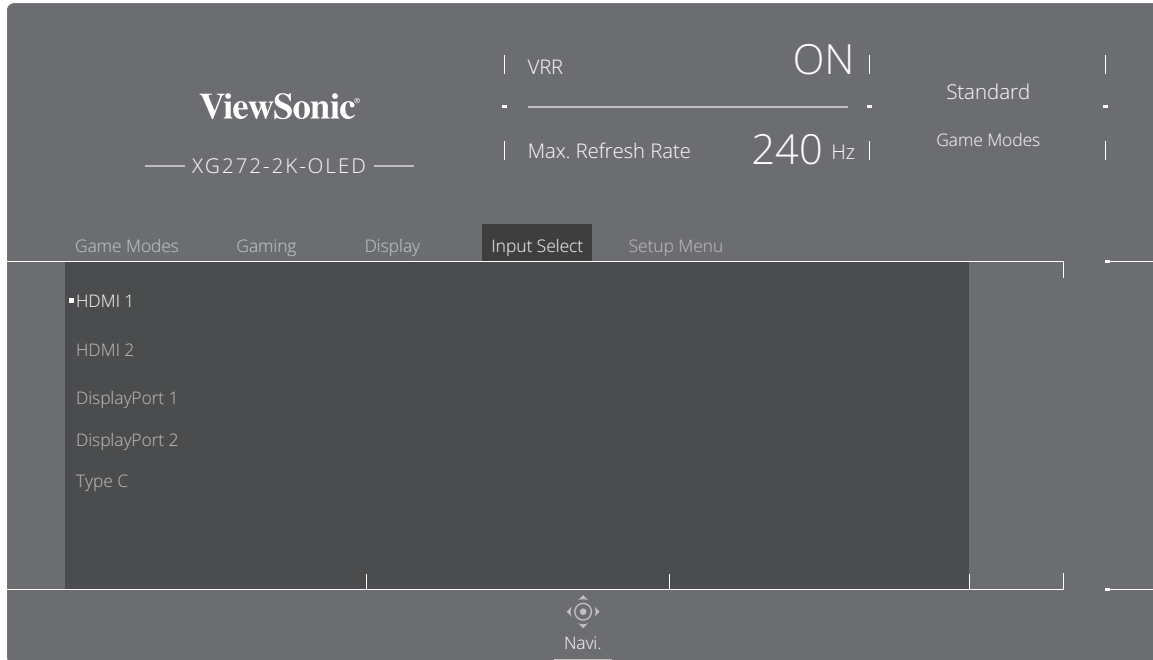 ViewSonic®
XG272-2K-OLED
VRR ON
Max. Refresh Rate 240 Hz
Standard
Game Modes
Game Modes Gaming Display Input Select Setup Menu
HDMI 1
HDMI 2
DisplayPort 1
DisplayPort 2
Type C
Navi.